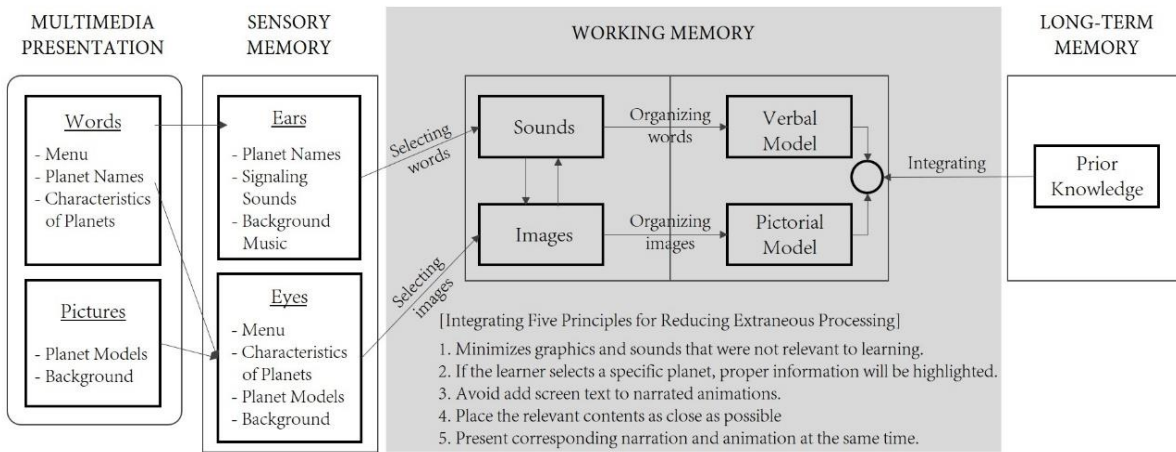 MULTIMEDIA
PRESENTATION
SENSORY
MEMORY
WORKING MEMORY
LONG-TERM
MEMORY
Words
- Menu
- Planet Names
- Characteristics
of Planets
Pictures
- Planet Models
- Background
Ears
- Planet Names
- Signaling
Sounds
- Background
Music
Eyes
- Menu
- Characteristics
of Planets
- Planet Models
- Background
Selecting
words
Selecting
images
Sounds
Images
Organizing
words
Organizing
images
Verbal
Model
Pictorial
Model
Integrating
Prior
Knowledge
[Integrating Five Principles for Reducing Extraneous Processing]
1. Minimizes graphics and sounds that were not relevant to learning.
2. If the learner selects a specific planet, proper information will be highlighted.
3. Avoid add screen text to narrated animations.
4. Place the relevant contents as close as possible
5. Present corresponding narration and animation at the same time.